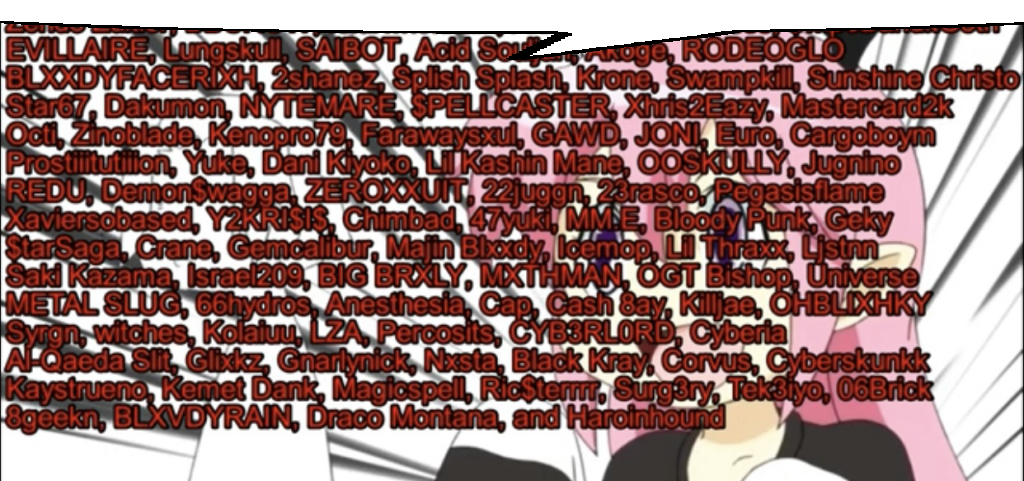 EVILLAIRE, Lungskull, SAIBOT, Acid Akoge, RODEOGLO
BLXXDYFACERIXH, 2shanez, Splish Splash, Krone, Swampkill, Sunshine Christo
Star67, Dakumon, NYTEMARE, $PELLCASTER, Xhris2Eazy, Mastercard2k
Octi, Zinoblade, Kenopro79, Farawaysxul, GAWD, JONI, Euro, Cargoboym
Prostiiitutiiion, Yuke, Dani Kiyoko, Lil Kashin Mane, OOSKULLY, Jugnino
REDU, Demon$wagga, ZEROXXUIT, 22juggn, 23rasco, Pegasisflame
Xaviersobased, Y2KRI$I$, Chimbad, 47yuki, MM.E, Bloody Punk, Geky
$tarSaga, Crane, Gemcalibur, Majin Blxxdy, Icemop, Lil Thraxx, Ljstnn
Saki Kazama, Israel209, BIG BRXLY, MXTHMAN, OGT Bishop, Universe
METAL SLUG, 66hydros, Anesthesia, Cap, Cash 8ay, Killjae, OHBLIXHKY
Syrgn, witches, Kolaiuu, LZA, Percosits, CYB3RL0RD, Cyberia
Al-Qaeda Slit, Glixkz, Gnarlynick, Nxsta, Black Kray, Corvus, Cyberskunkk
Kaystrueno, Kemet Dank, Magicspell, Ric$terrrr, Surg3ry, Tek3lyo, 06Brick
8geekn, BLXVDYRAIN, Draco Montana, and Haroinhound